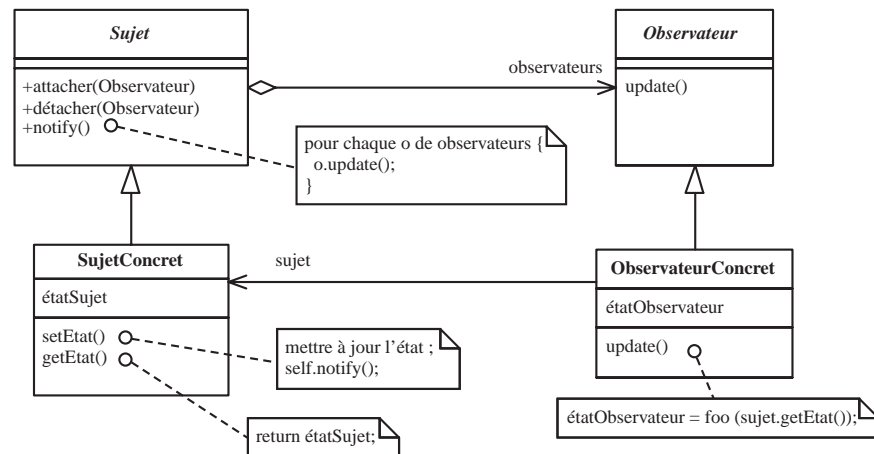 Sujet
+attacher(Observateur)
+détacher(Observateur)
+notify()
observateurs
Observateur
update()
pour chaque o de observateurs {
o.update();
}
SujetConcret
étatSujet
setEtat()
getEtat()
sujet
ObservateurConcret
étatObservateur
update()
mettre à jour l’état ;
self.notify();
return étatSujet;
étatObservateur = foo (sujet.getEtat());